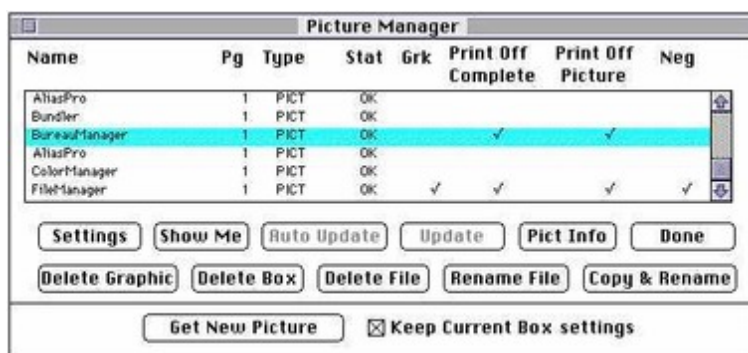 Picture Manager
Name Pg Type Stat Grk Print Off Complete Print Off Picture Neg
AliasPro 1 PICT OK
Bundler 1 PICT OK
BureauManager 1 PICT OK ✓ ✓
AliasPro 1 PICT OK
ColorManager 1 PICT OK
FileManager 1 PICT OK ✓ ✓ ✓ ✓
Settings Show Me Auto Update Update Pict Info Done
Delete Graphic Delete Box Delete File Rename File Copy & Rename
Get New Picture ☒ Keep Current Box settings